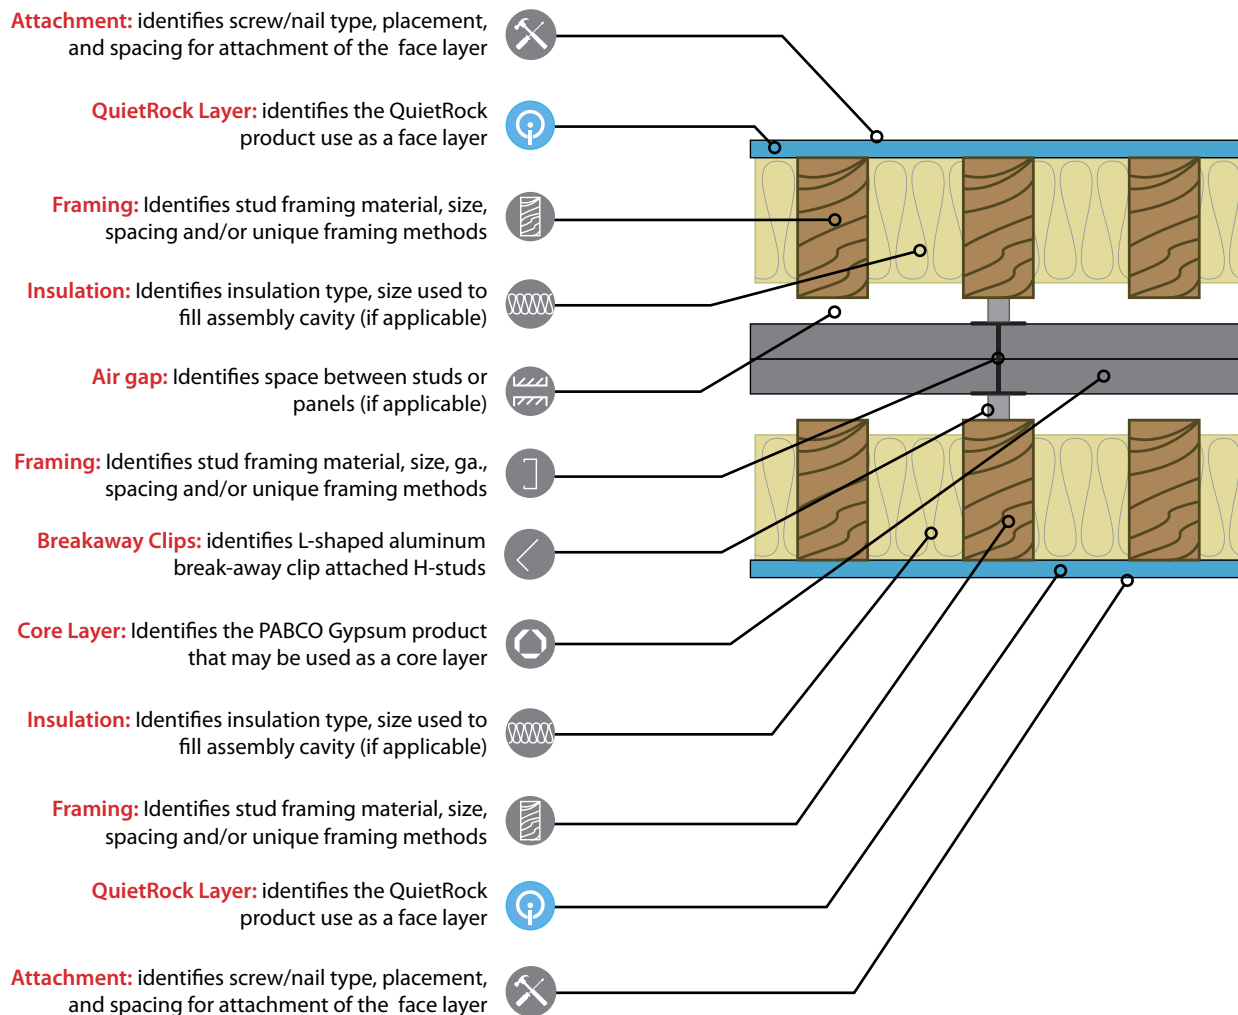 Attachment: identifies screw/nail type, placement,
and spacing for attachment of the face layer
QuietRock Layer: identifies the QuietRock
product use as a face layer
Framing: Identifies stud framing material, size,
spacing and/or unique framing methods
Insulation: Identifies insulation type, size used to
fill assembly cavity (if applicable)
Air gap: Identifies space between studs or
panels (if applicable)
Framing: Identifies stud framing material, size, ga.,
spacing and/or unique framing methods
Breakaway Clips: identifies L-shaped aluminum
break-away clip attached H-studs
Core Layer: Identifies the PABCO Gypsum product
that may be used as a core layer
Insulation: Identifies insulation type, size used to
fill assembly cavity (if applicable)
Framing: Identifies stud framing material, size,
spacing and/or unique framing methods
QuietRock Layer: identifies the QuietRock
product use as a face layer
Attachment: identifies screw/nail type, placement,
and spacing for attachment of the face layer